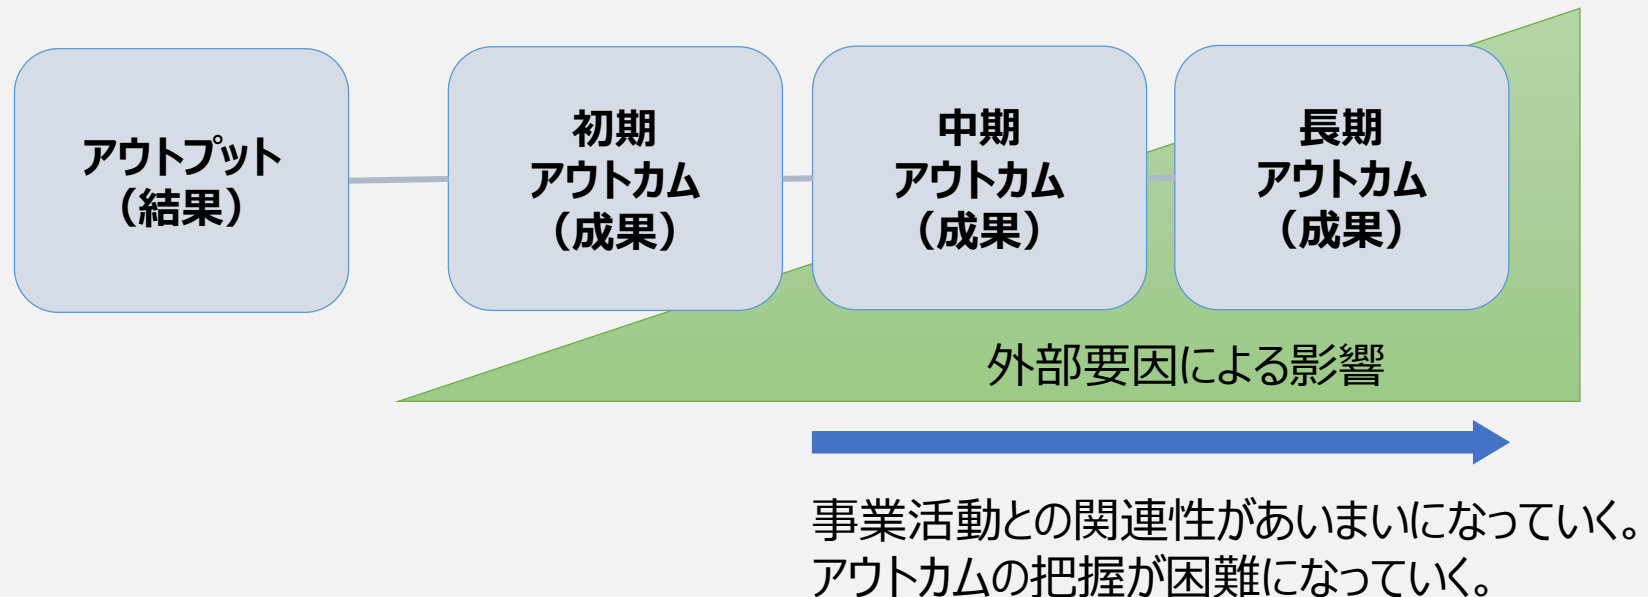 アウトプット
（結果）
初期
アウトカム
（成果）
中期
アウトカム
（成果）
長期
アウトカム
（成果）
外部要因による影響
事業活動との関連性があいまいになっていく。
アウトカムの把握が困難になっていく。